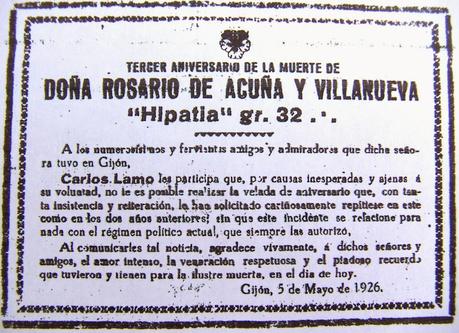 TERCER ANIVERSARIO DE LA MUERTE DE
DOÑA ROSARIO DE ACUÑA Y VILLANUEVA
"Hipatia" gr. 32 .·.
A los numerosísimos y fervientes amigos y admiradoras que dicha seño-
ra tuvo en Gijón,
Carlos Lamo les participa que, por causas inesperadas y ajenas á
su voluntad, no le es posible realizar la velada de aniversario que, con tan-
ta insistencia y reiteración, le han solicitado cariñosamente repitiese en este
como en los dos años anteriores; sin que este incidente se relacione para
nada con el régimen político actual, que siempre las autorizó,
Al comunicarles tal noticia, agradece vivamente, á dichos señores y
amigos, el amor intenso, la veneración respetuosa y el piadoso recuerdo
que tuvieron y tienen para la ilustre muerta, en el día de hoy.
Gijón, 5 de Mayo de 1926.